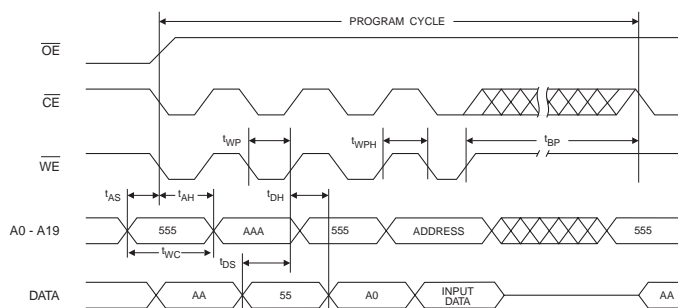 PROGRAM CYCLE
OE
CE
tWP
tWPH
tBP
WE
tAS
tAH
tDH
A0 - A19
555
AAA
555
ADDRESS
555
tWC
tDS
DATA
AA
55
A0
INPUT
DATA
AA